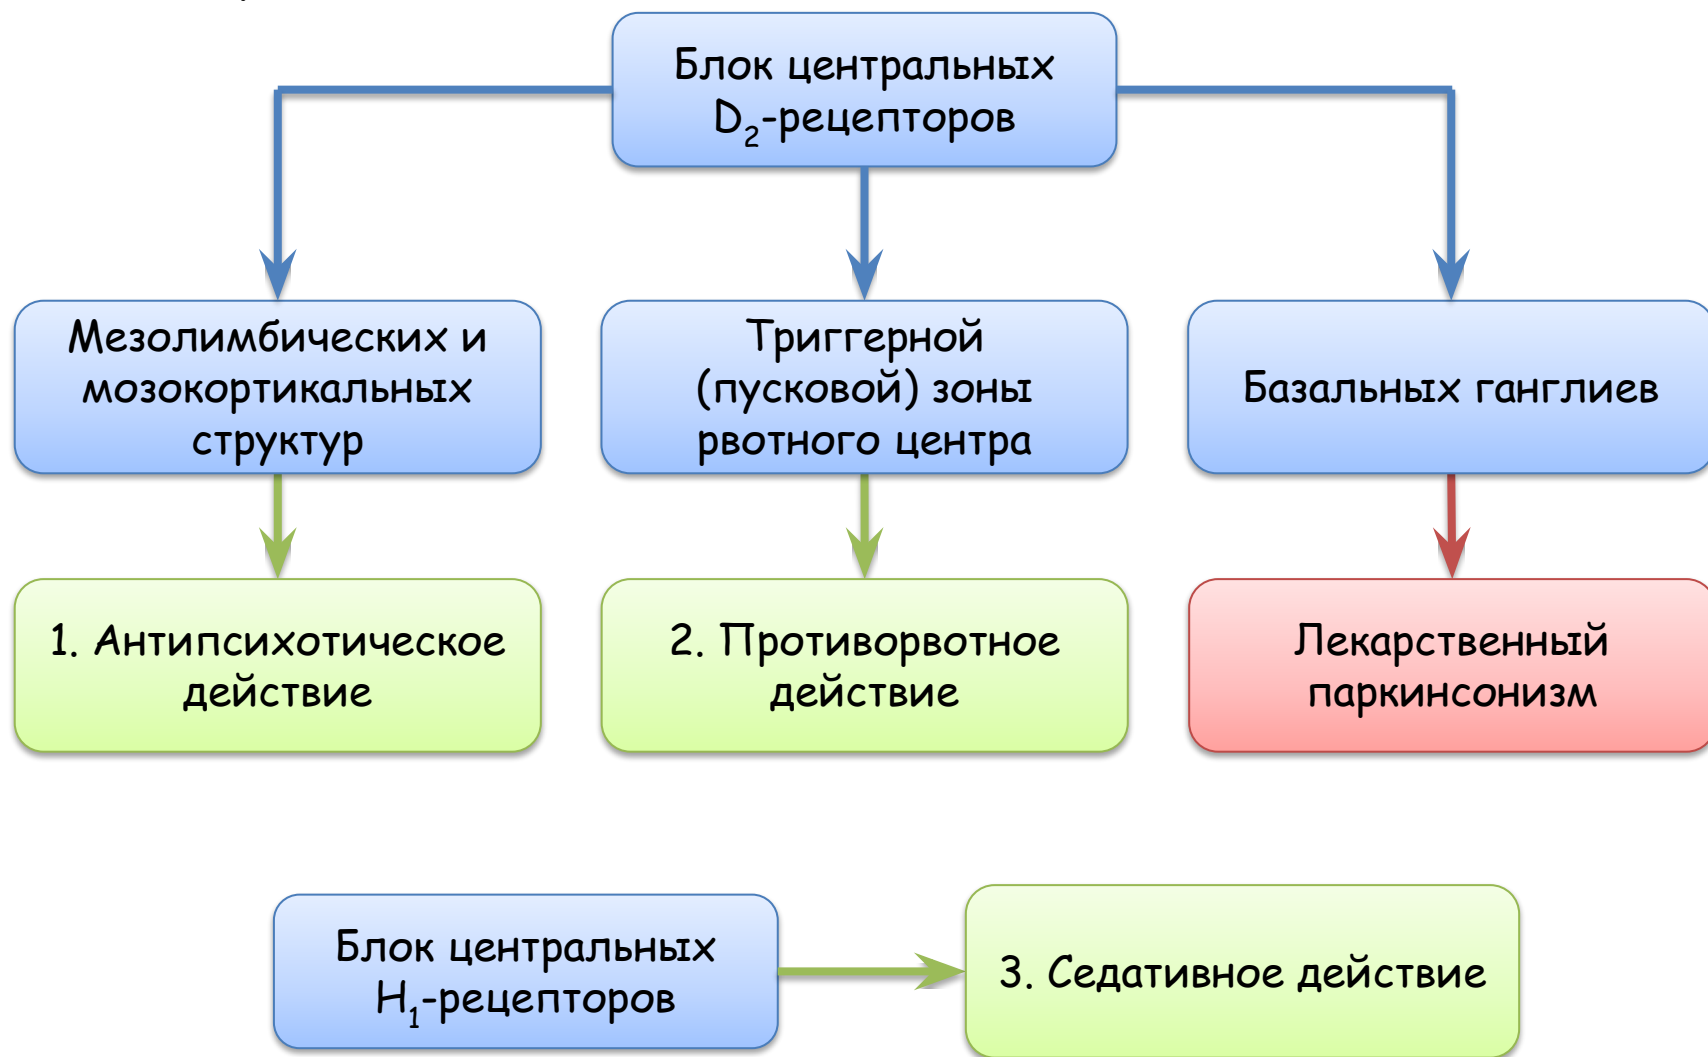 Блок центральных
D₂-рецепторов
Мезолимбических и
мозокортикальных
структур
Триггерной
(пусковой) зоны
рвотного центра
Базальных ганглиев
1. Антипсихотическое
действие
2. Противорвотное
действие
Лекарственный
паркинсонизм
Блок центральных
H₁-рецепторов
3. Седативное действие